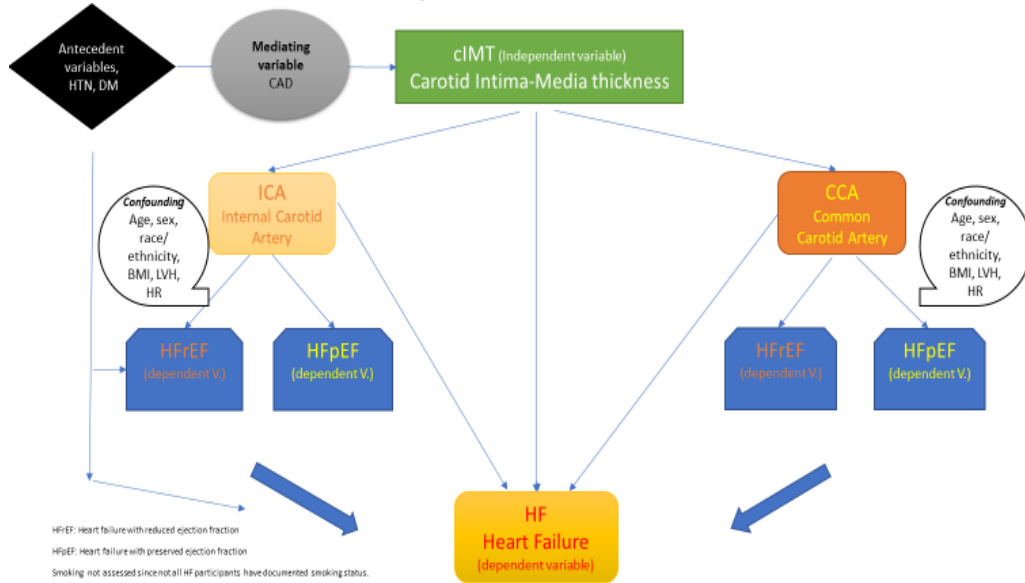 Antecedent
variables,
HTN, DM
Mediating
variable
CAD
cIMT (Independent variable)
Carotid Intima-Media thickness
Confounding
Age, sex,
race/
ethnicity,
BMI, LVH,
HR
ICA
Internal Carotid
Artery
CCA
Common
Carotid Artery
Confounding
Age, sex,
race/
ethnicity,
BMI, LVH,
HR
HFrEF
(dependent V.)
HFpEF
(dependent V.)
HFrEF
(dependent V.)
HFpEF
(dependent V.)
HF
Heart Failure
(dependent variable)
HFrEF: Heart failure with reduced ejection fraction
HFpEF: Heart failure with preserved ejection fraction
Smoking not assessed since not all HF participants have documented smoking status.